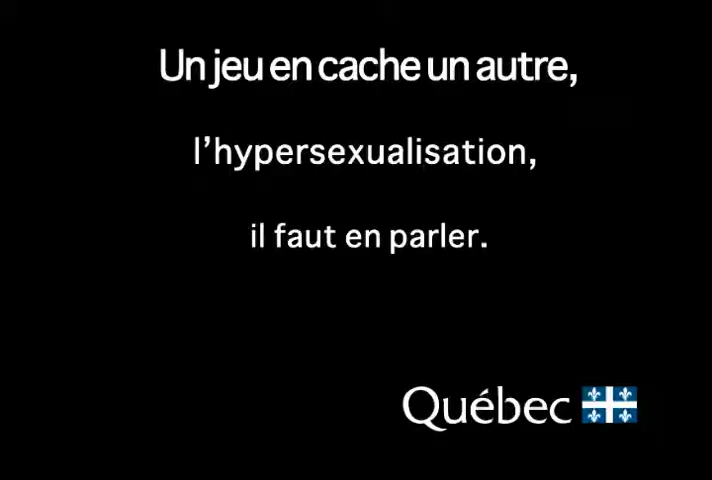 Un jeu en cache un autre,
l'hypersexualisation,
il faut en parler.
Québec